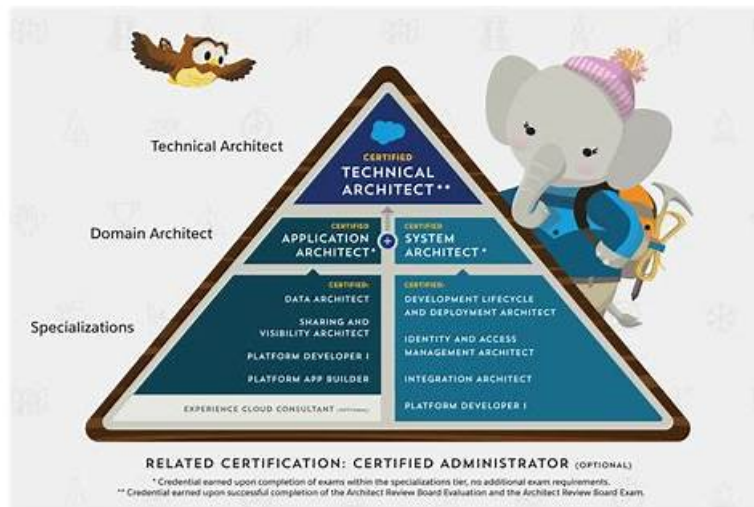 Technical Architect
CERTIFIED
TECHNICAL
ARCHITECT**
Domain Architect
CERTIFIED
APPLICATION
ARCHITECT*
+
CERTIFIED
SYSTEM
ARCHITECT*
Specializations
CERTIFIED:
DATA ARCHITECT
SHARING AND
VISIBILITY ARCHITECT
PLATFORM DEVELOPER I
PLATFORM APP BUILDER
EXPERIENCE CLOUD CONSULTANT (OPTIONAL)
CERTIFIED:
DEVELOPMENT LIFECYCLE
AND DEPLOYMENT ARCHITECT
IDENTITY AND ACCESS
MANAGEMENT ARCHITECT
INTEGRATION ARCHITECT
PLATFORM DEVELOPER I
RELATED CERTIFICATION: CERTIFIED ADMINISTRATOR (OPTIONAL)
* Credential earned upon completion of exams within the specializations tier, no additional exam requirements.
** Credential earned upon successful completion of the Architect Review Board Evaluation and the Architect Review Board Exam.